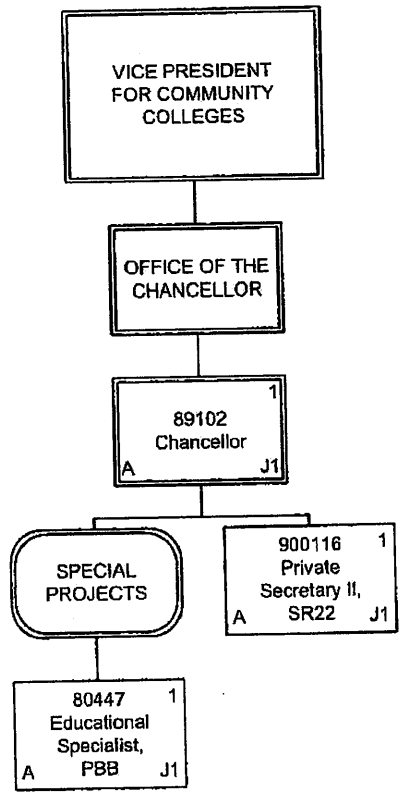 VICE PRESIDENT
FOR COMMUNITY
COLLEGES
OFFICE OF THE
CHANCELLOR
1
89102
Chancellor
A J1
SPECIAL
PROJECTS
900116 1
Private
Secretary II,
A SR22 J1
80447 1
Educational
Specialist,
A PBB J1